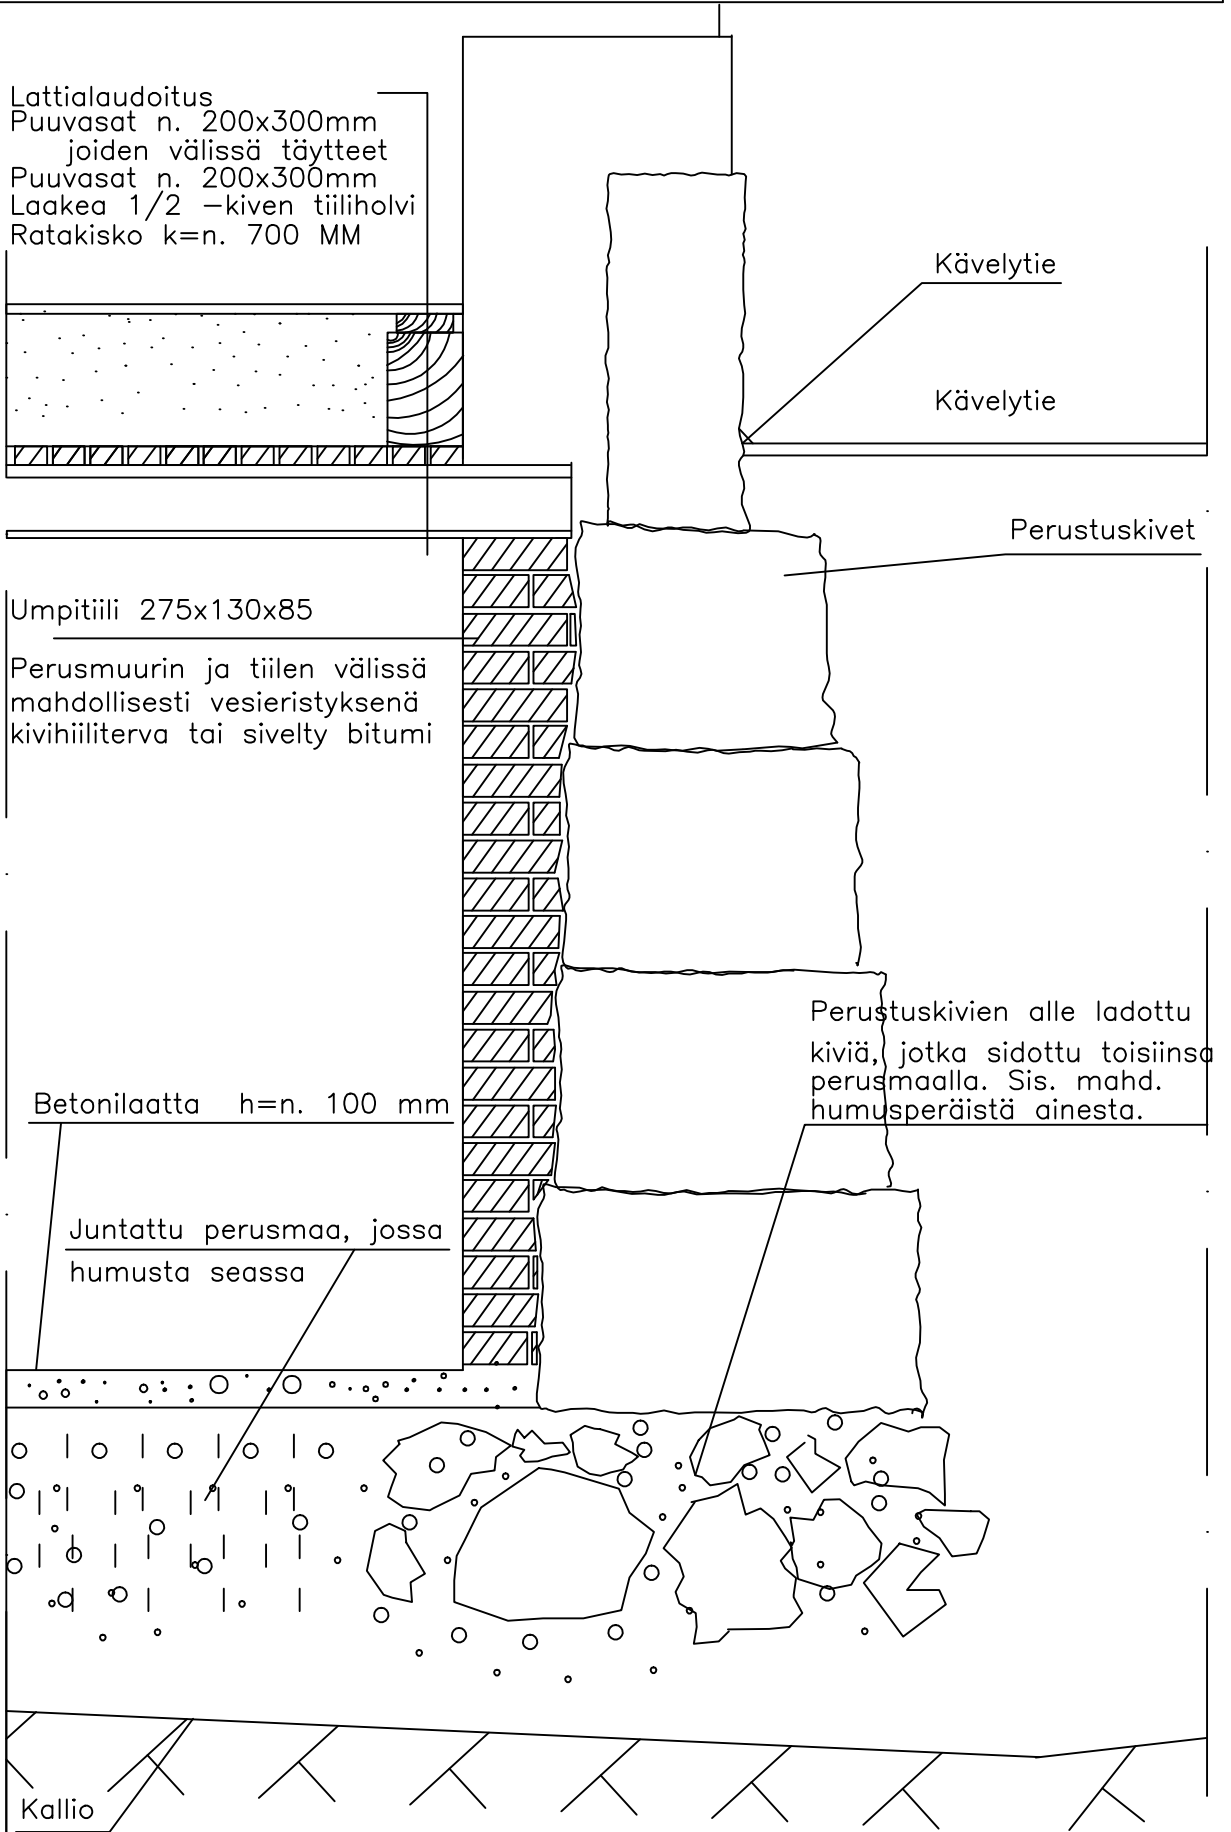 Lattialaudoitus
Puuvasat n. 200x300mm
joiden välissä täytteet
Puuvasat n. 200x300mm
Laakea 1/2 –kiven tiiliholvi
Ratakisko k=n. 700 MM
Kävelytie
Kävelytie
Perustuskivet
Umpitiili 275x130x85
Perusmuurin ja tiilen välissä
mahdollisesti vesieristyksenä
kivihiiliterva tai sivelty bitumi
Perustuskivien alle ladottu
kiviä, jotka sidottu toisiinsa
perusmaalla. Sis. mahd.
humusperäistä ainesta.
Betonilaatta h=n. 100 mm
Juntattu perusmaa, jossa
humusta seassa
Kallio